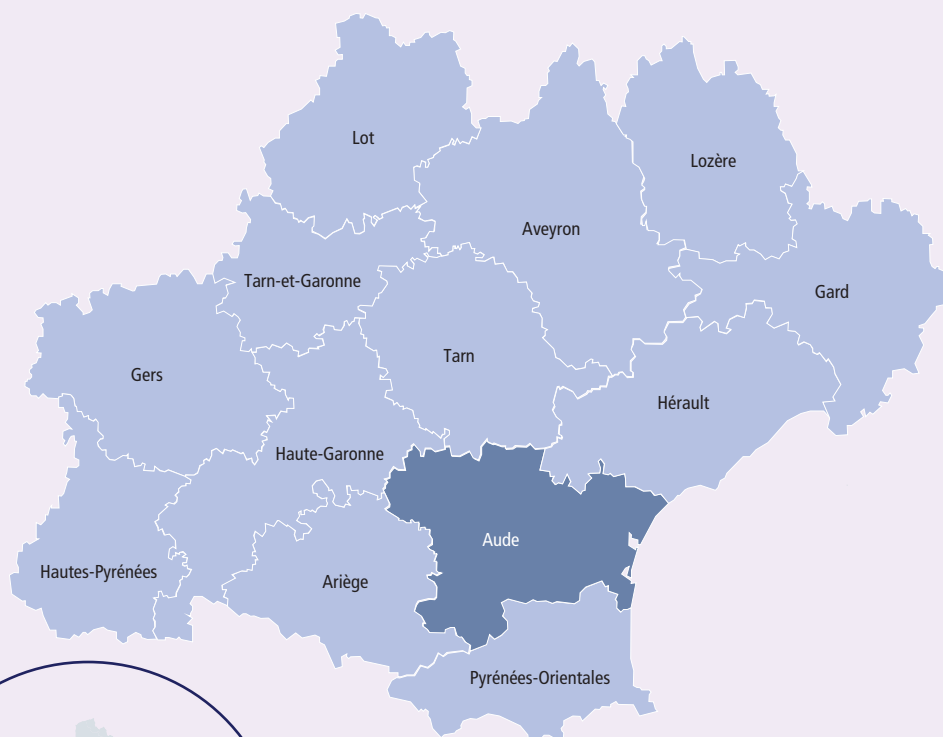 Lot
Lozère
Aveyron
Tarn-et-Garonne
Gard
Tarn
Gers
Hérault
Haute-Garonne
Aude
Hautes-Pyrénées
Ariège
Pyrénées-Orientales